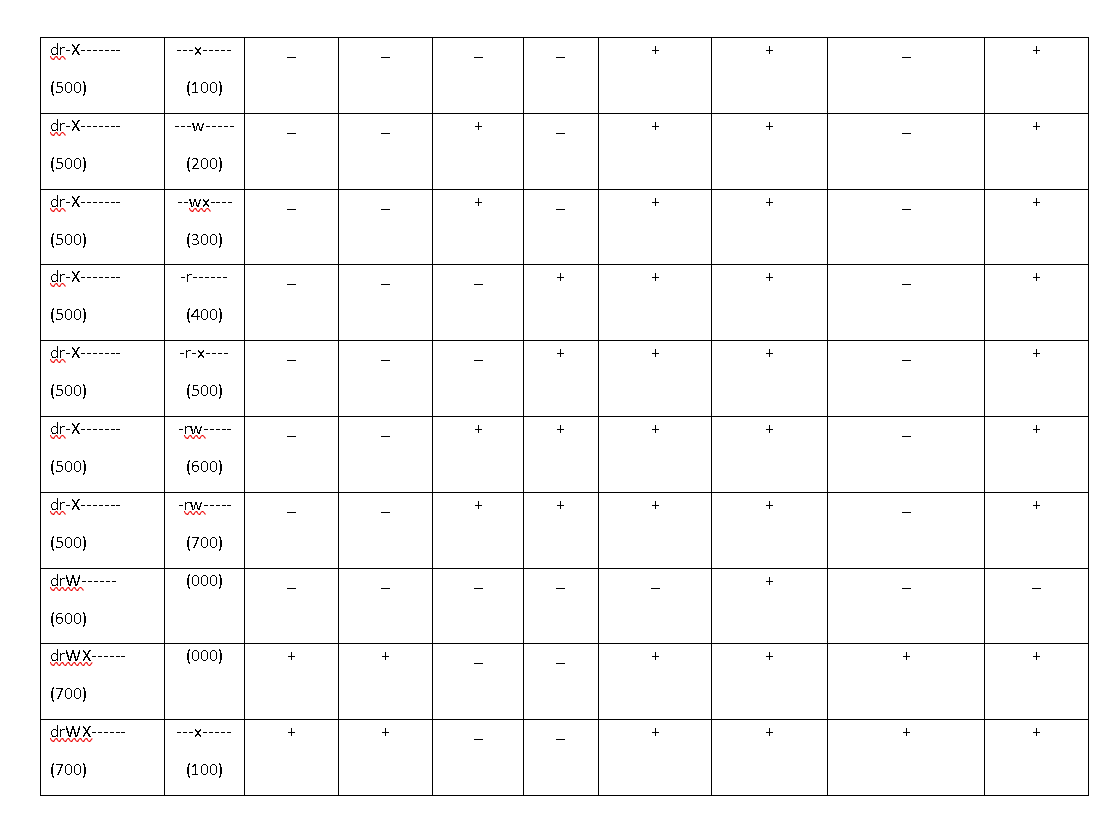 dr-X------- ---x----- _ _ _ _ + + _ +
(500) (100)
dr-X------- ---w----- _ _ + _ + + _ +
(500) (200)
dr-X------- --wx---- _ _ + _ + + _ +
(500) (300)
dr-X------- -r------ _ _ _ + + + _ +
(500) (400)
dr-X------- -r-x---- _ _ _ + + + _ +
(500) (500)
dr-X------- -rw----- _ _ + + + + _ +
(500) (600)
dr-X------- -rw----- _ _ + + + + _ +
(500) (700)
drW------ (000) _ _ _ _ _ + _ _
(600)
drWX------ (000) + + _ _ + + + +
(700)
drWX------ ---x----- + + _ _ + + + +
(700) (100)